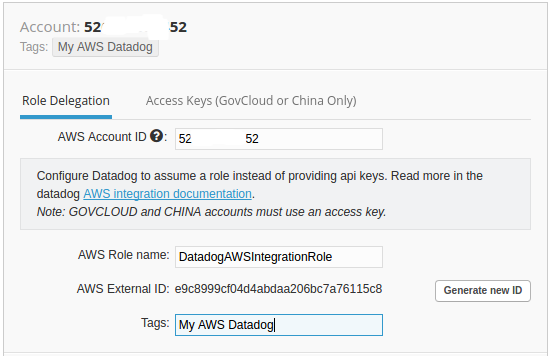 Account: 52 52
Tags: My AWS Datadog
Role Delegation Access Keys (GovCloud or China Only)
AWS Account ID ?: 52 52
Configure Datadog to assume a role instead of providing api keys. Read more in the
datadog AWS integration documentation.
Note: GOVCLOUD and CHINA accounts must use an access key.
AWS Role name: DatadogAWSIntegrationRole
AWS External ID: e9c8999cf04d4abdaa206bc7a76115c8 Generate new ID
Tags: My AWS Datadog